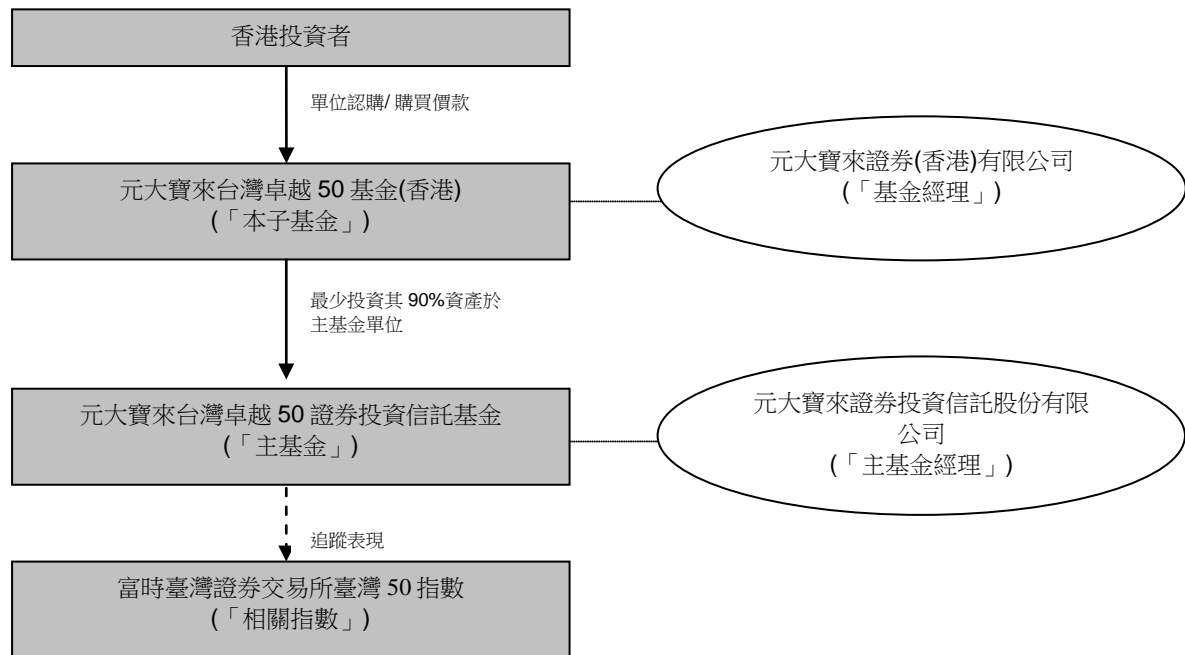 香港投資者
單位認購/ 購買價款
元大寶來台灣卓越 50 基金(香港)
(「本子基金」)
元大寶來證券(香港)有限公司
(「基金經理」)
最少投資其 90%資產於
主基金單位
元大寶來台灣卓越 50 證券投資信託基金
(「主基金」)
元大寶來證券投資信託股份有限
公司
(「主基金經理」)
追蹤表現
富時臺灣證券交易所臺灣 50 指數
(「相關指數」)